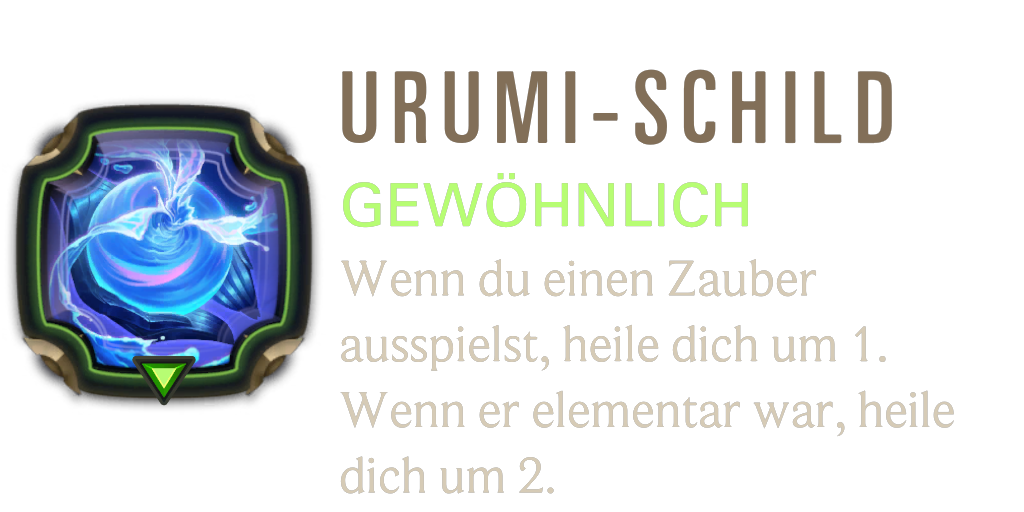 URUMI-SCHILD
GEWÖHNLICH
Wenn du einen Zauber
ausspielst, heile dich um 1.
Wenn er elementar war, heile
dich um 2.